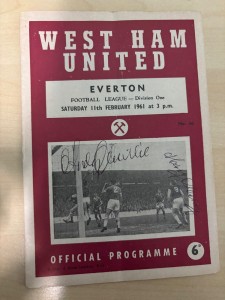 WEST HAM
UNITED
EVERTON
FOOTBALL LEAGUE — Division One
SATURDAY 11th FEBRUARY 1961 at 3 p.m.
OFFICIAL PROGRAMME
6ᴰ